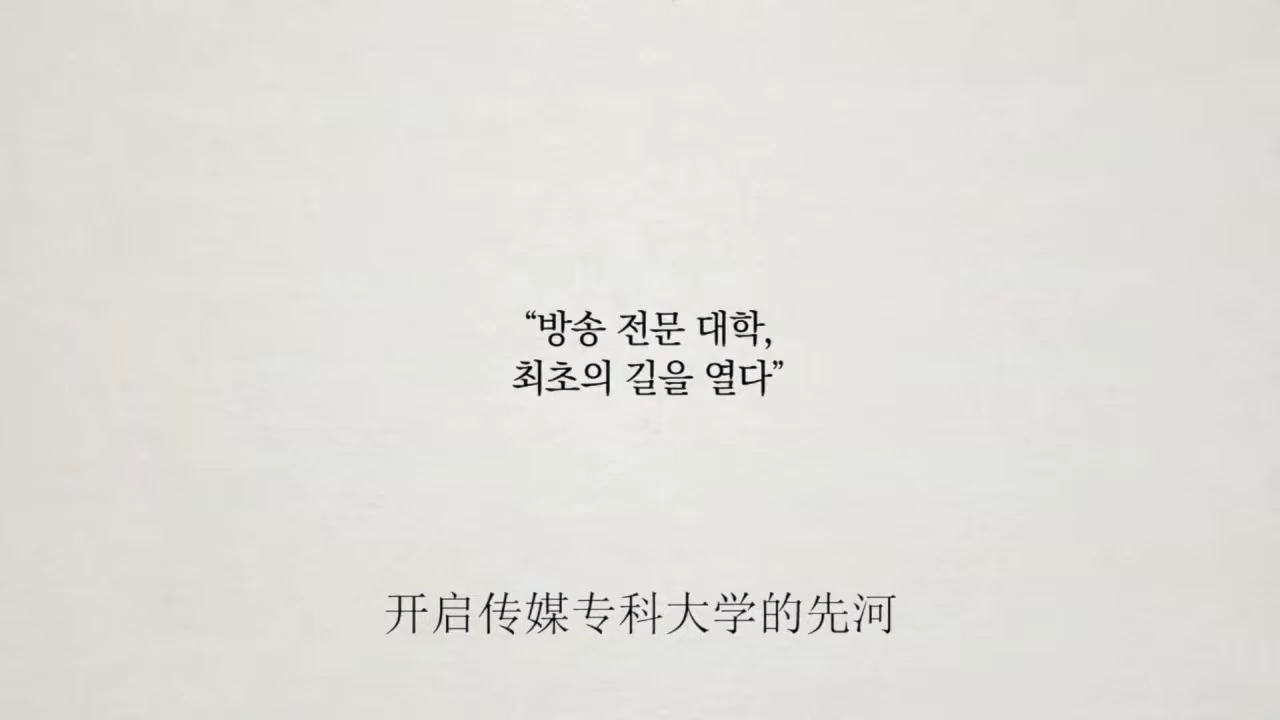 “방송 전문 대학,
최초의 길을 열다”
开启传媒专科大学的先河